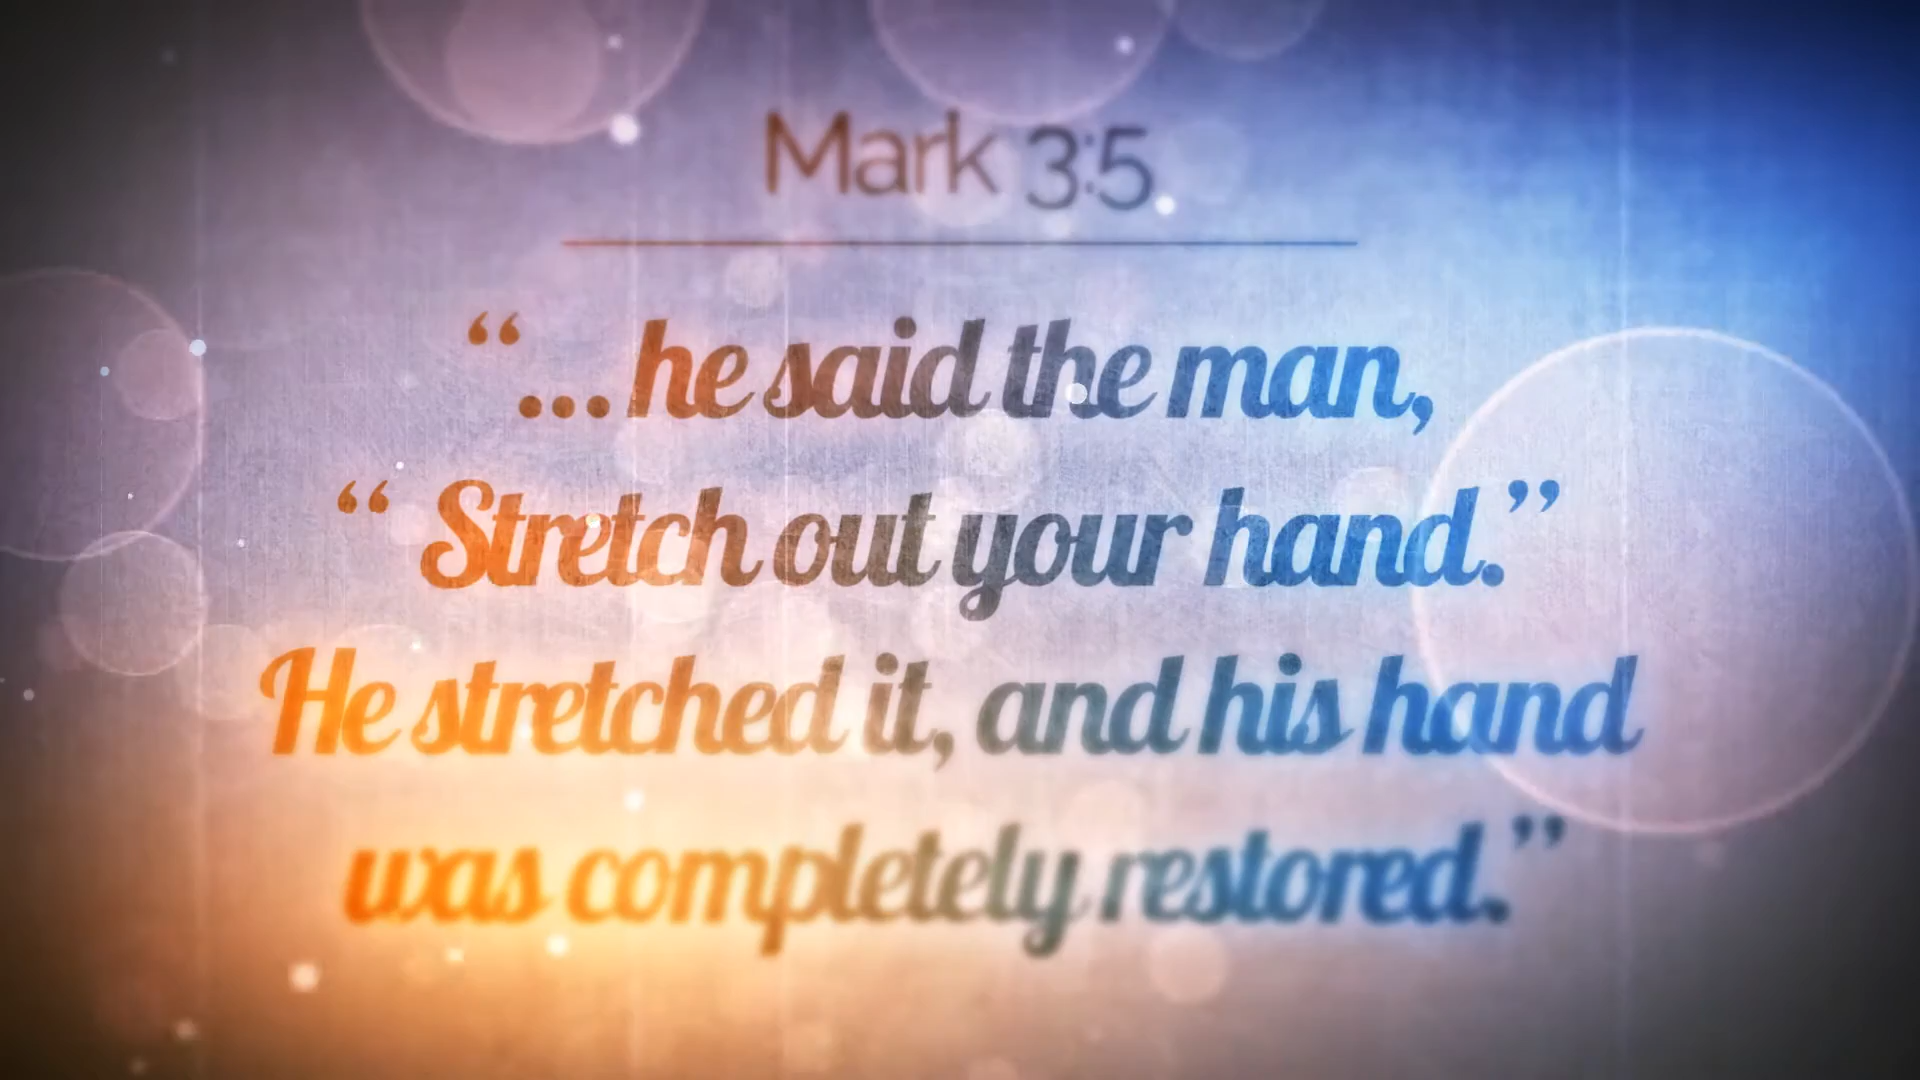 Mark 3:5
“...he said the man,
“ Stretch out your hand.”
He stretched it, and his hand
was completely restored.”